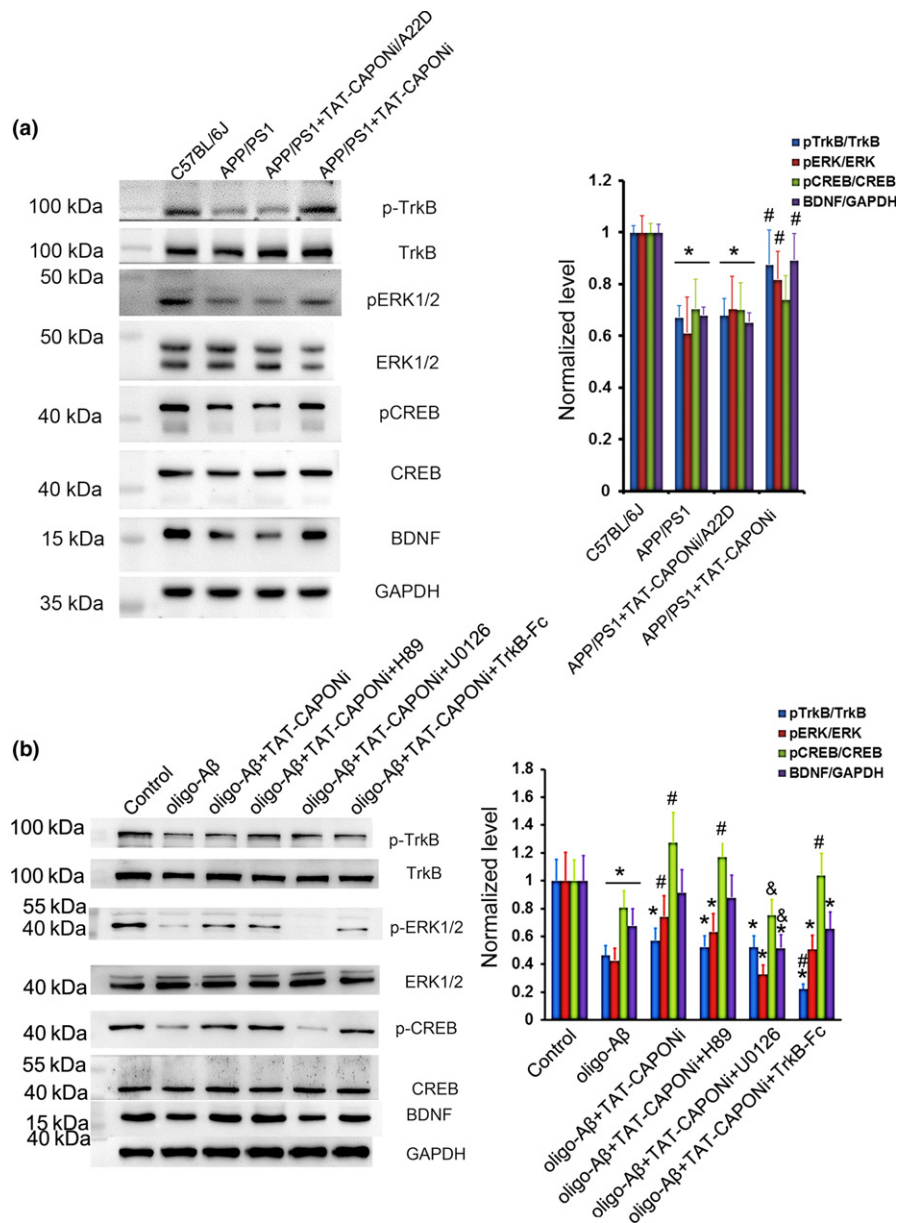 (a)
C57BL/6J
APP/PS1
APP/PS1+TAT-CAPONi/A22D
APP/PS1+TAT-CAPONi
100 kDa
p-TrkB
100 kDa
TrkB
50 kDa
pERK1/2
50 kDa
ERK1/2
40 kDa
pCREB
40 kDa
CREB
15 kDa
BDNF
35 kDa
GAPDH
pTrkB/TrkB
pERK/ERK
pCREB/CREB
BDNF/GAPDH
Normalized level
1.2
1
0.8
0.6
0.4
0.2
0
* * # # #
C57BL/6J
APP/PS1
APP/PS1+TAT-CAPONi/A22D
APP/PS1+TAT-CAPONi
(b)
Control
oligo-Aβ
oligo-Aβ+TAT-CAPONi
oligo-Aβ+TAT-CAPONi+H89
oligo-Aβ+TAT-CAPONi+U0126
oligo-Aβ+TAT-CAPONi+TrkB-Fc
100 kDa
p-TrkB
100 kDa
TrkB
55 kDa
40 kDa
p-ERK1/2
40 kDa
ERK1/2
40 kDa
p-CREB
55 kDa
40 kDa
CREB
15 kDa
BDNF
40 kDa
GAPDH
pTrkB/TrkB
pERK/ERK
pCREB/CREB
BDNF/GAPDH
Normalized level
1.8
1.6
1.4
1.2
1
0.8
0.6
0.4
0.2
0
* * # # * * # * * & & * # * * # *
Control
oligo-Aβ
oligo-Aβ+TAT-CAPONi
oligo-Aβ+TAT-CAPONi+H89
oligo-Aβ+TAT-CAPONi+U0126
oligo-Aβ+TAT-CAPONi+TrkB-Fc